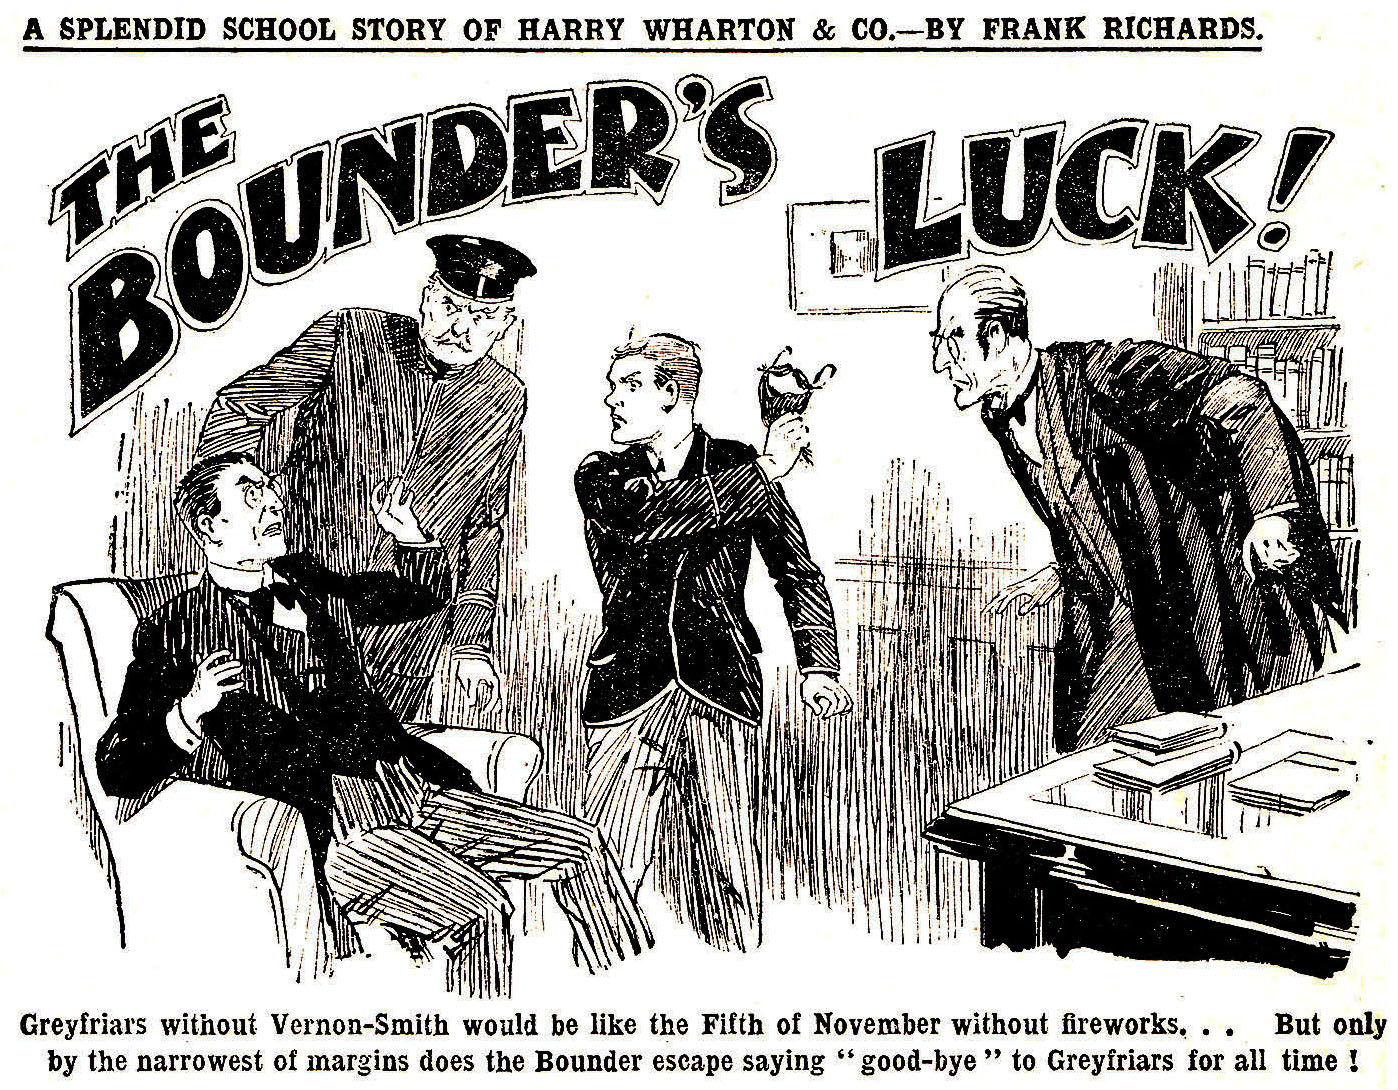 A SPLENDID SCHOOL STORY OF HARRY WHARTON & CO.—BY FRANK RICHARDS.
THE
BOUNDER'S LUCK!
Greyfriars without Vernon-Smith would be like the Fifth of November without fireworks. . . But only
by the narrowest of margins does the Bounder escape saying “good-bye” to Greyfriars for all time !